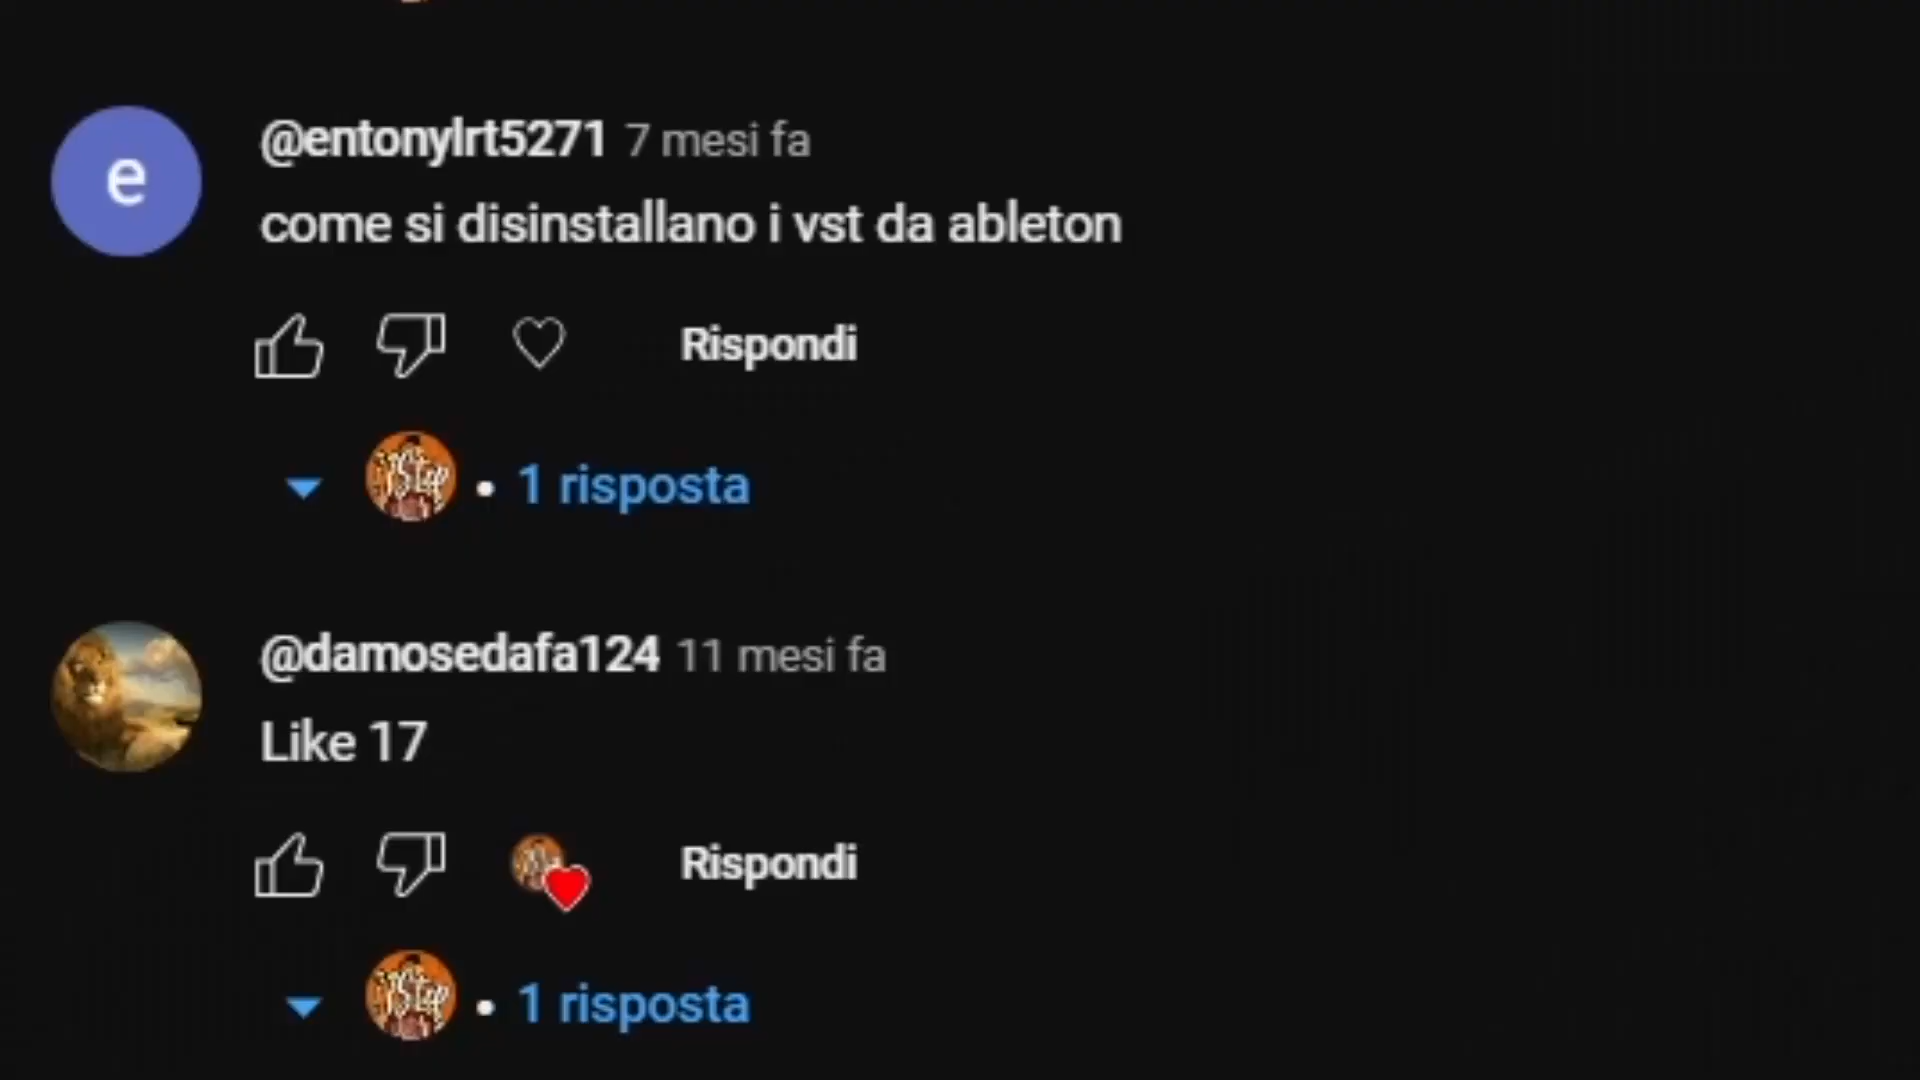 e
@entonylrt5271 7 mesi fa
come si disinstallano i vst da ableton
Rispondi
• 1 risposta
@damosedafa124 11 mesi fa
Like 17
Rispondi
• 1 risposta